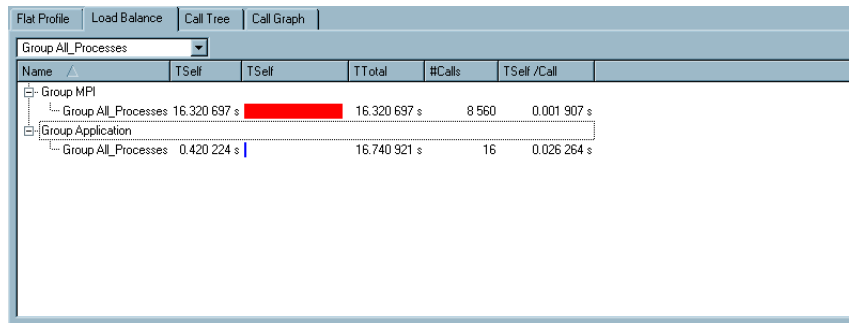 Flat Profile Load Balance Call Tree Call Graph
Group All_Processes
Name TSelf TSelf TTotal #Calls TSelf /Call
Group MPI
Group All_Processes 16.320 697 s 16.320 697 s 8 560 0.001 907 s
Group Application
Group All_Processes 0.420 224 s 16.740 921 s 16 0.026 264 s